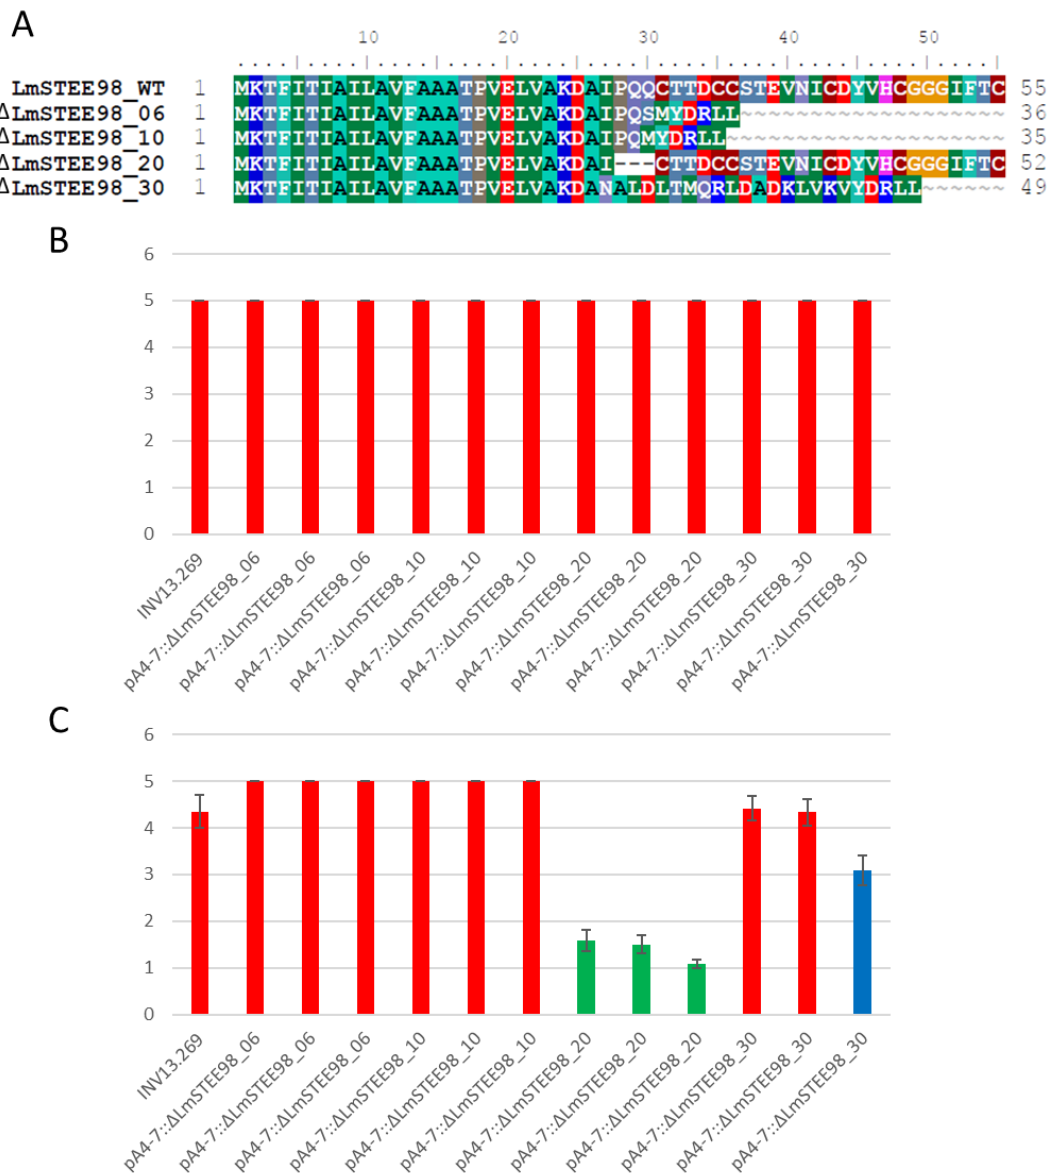 A
10 20 30 40 50
LmSTEE98_WT 1 MKTFITIAILAVFAAATPVELVAKDAIPQQCTTDCCSTEVNICDYVHCGGGIFTC 55
ΔLmSTEE98_06 1 MKTFITIAILAVFAAATPVELVAKDAIPQSMYDRLL~~~~~~~~~~~~~~~~~~~ 36
ΔLmSTEE98_10 1 MKTFITIAILAVFAAATPVELVAKDAIPQMYDRLL~~~~~~~~~~~~~~~~~~~~ 35
ΔLmSTEE98_20 1 MKTFITIAILAVFAAATPVELVAKDAI---CTTDCCSTEVNICDYVHCGGGIFTC 52
ΔLmSTEE98_30 1 MKTFITIAILAVFAAATPVELVAKDANALDLTMQRLDADKLVKVYDRLL~~~~~~ 49
B
6
5
4
3
2
1
0
INV13.269
pA4-7::ΔLmSTEE98_06
pA4-7::ΔLmSTEE98_06
pA4-7::ΔLmSTEE98_06
pA4-7::ΔLmSTEE98_10
pA4-7::ΔLmSTEE98_10
pA4-7::ΔLmSTEE98_10
pA4-7::ΔLmSTEE98_20
pA4-7::ΔLmSTEE98_20
pA4-7::ΔLmSTEE98_20
pA4-7::ΔLmSTEE98_30
pA4-7::ΔLmSTEE98_30
pA4-7::ΔLmSTEE98_30
C
6
5
4
3
2
1
0
INV13.269
pA4-7::ΔLmSTEE98_06
pA4-7::ΔLmSTEE98_06
pA4-7::ΔLmSTEE98_06
pA4-7::ΔLmSTEE98_10
pA4-7::ΔLmSTEE98_10
pA4-7::ΔLmSTEE98_10
pA4-7::ΔLmSTEE98_20
pA4-7::ΔLmSTEE98_20
pA4-7::ΔLmSTEE98_20
pA4-7::ΔLmSTEE98_30
pA4-7::ΔLmSTEE98_30
pA4-7::ΔLmSTEE98_30